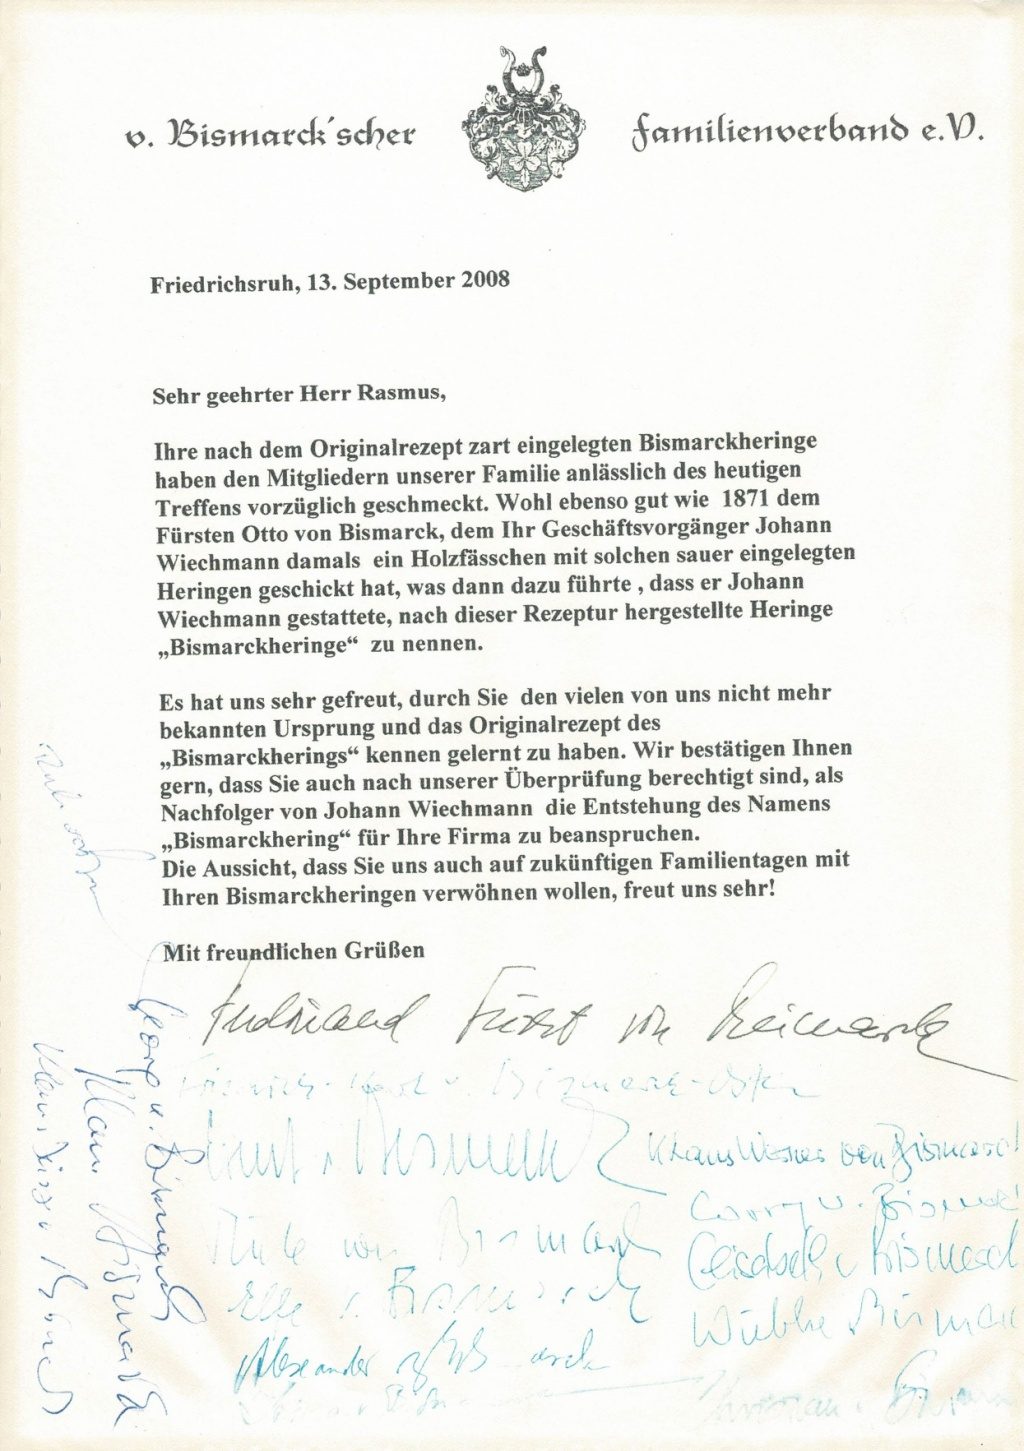 v. Bismarck'scher Familienverband e.V.
Friedrichsruh, 13. September 2008
Sehr geehrter Herr Rasmus,
Ihre nach dem Originalrezept zart eingelegten Bismarckheringe
haben den Mitgliedern unserer Familie anlässlich des heutigen
Treffens vorzüglich geschmeckt. Wohl ebenso gut wie 1871 dem
Fürsten Otto von Bismarck, dem Ihr Geschäftsvorgänger Johann
Wiechmann damals ein Holzfässchen mit solchen sauer eingelegten
Heringen geschickt hat, was dann dazu führte , dass er Johann
Wiechmann gestattete, nach dieser Rezeptur hergestellte Heringe
„Bismarckheringe“ zu nennen.
Es hat uns sehr gefreut, durch Sie den vielen von uns nicht mehr
bekannten Ursprung und das Originalrezept des
„Bismarckherings“ kennen gelernt zu haben. Wir bestätigen Ihnen
gern, dass Sie auch nach unserer Überprüfung berechtigt sind, als
Nachfolger von Johann Wiechmann die Entstehung des Namens
„Bismarckhering“ für Ihre Firma zu beanspruchen.
Die Aussicht, dass Sie uns auch auf zukünftigen Familientagen mit
Ihren Bismarckheringen verwöhnen wollen, freut uns sehr!
Mit freundlichen Grüßen
Ferdinand Fürst von Bismarck
v. Bismarck
Klaus Werner von Bismarck
von Bismarck
v. Bismarck
v. Bismarck
Wiebke v. Bismarck
Alexander
Georg v. Bismarck
Klaus v. Bismarck